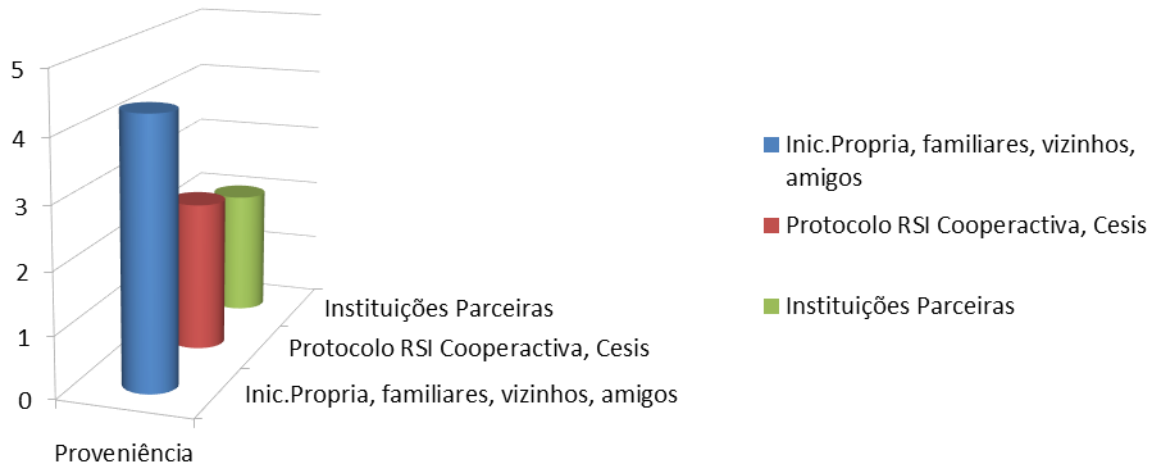 5
4
3
2
1
0
Instituições Parceiras
Protocolo RSI Cooperactiva, Cesis
Inic.Propria, familiares, vizinhos, amigos
Proveniência
Inic.Propria, familiares, vizinhos,
amigos
Protocolo RSI Cooperactiva, Cesis
Instituições Parceiras